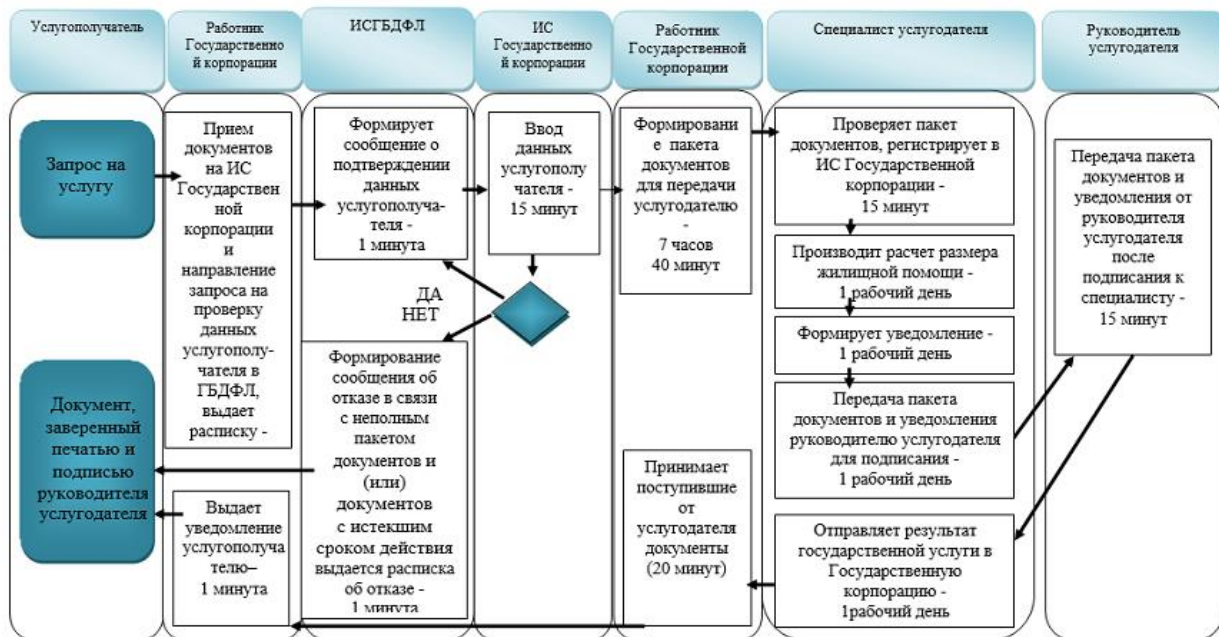 Услугополучатель
Работник
Государственно
й корпорации
ИСГБДФЛ
ИС
Государственно
й корпорации
Работник
Государственной
корпорации
Специалист услугодателя
Руководитель
услугодателя
Запрос на
услугу
Прием
документов
на ИС
Государствен
ной
корпорации
и
направление
запроса на
проверку
данных
услугополу-
чателя в
ГБДФЛ,
выдает
расписку -
Формирует
сообщение о
подтверждении
данных
услугополуча-
теля -
1 минута
Ввод
данных
услугополу
чателя -
15 минут
ДА
НЕТ
Формирование
сообщения об
отказе в связи
с неполным
пакетом
документов и
(или)
документов
с истекшим
сроком действия
выдается расписка
об отказе -
1 минута
Формировани
е пакета
документов
для передачи
услугодателю
-
7 часов
40 минут
Проверяет пакет
документов, регистрирует в
ИС Государственной
корпорации -
15 минут
Производит расчет размера
жилищной помощи -
1 рабочий день
Формирует уведомление -
1 рабочий день
Передача пакета
документов и уведомления
руководителю услугодателя
для подписания -
1 рабочий день
Передача пакета
документов и
уведомления от
руководителя
услугодателя
после
подписания к
специалисту -
15 минут
Отправляет результат
государственной услуги в
Государственную
корпорацию -
1рабочий день
Принимает
поступившие
от
услугодателя
документы
(20 минут)
Выдает
уведомление
услугополуча
телю–
1 минута
Документ,
заверенный
печатью и
подписью
руководителя
услугодателя